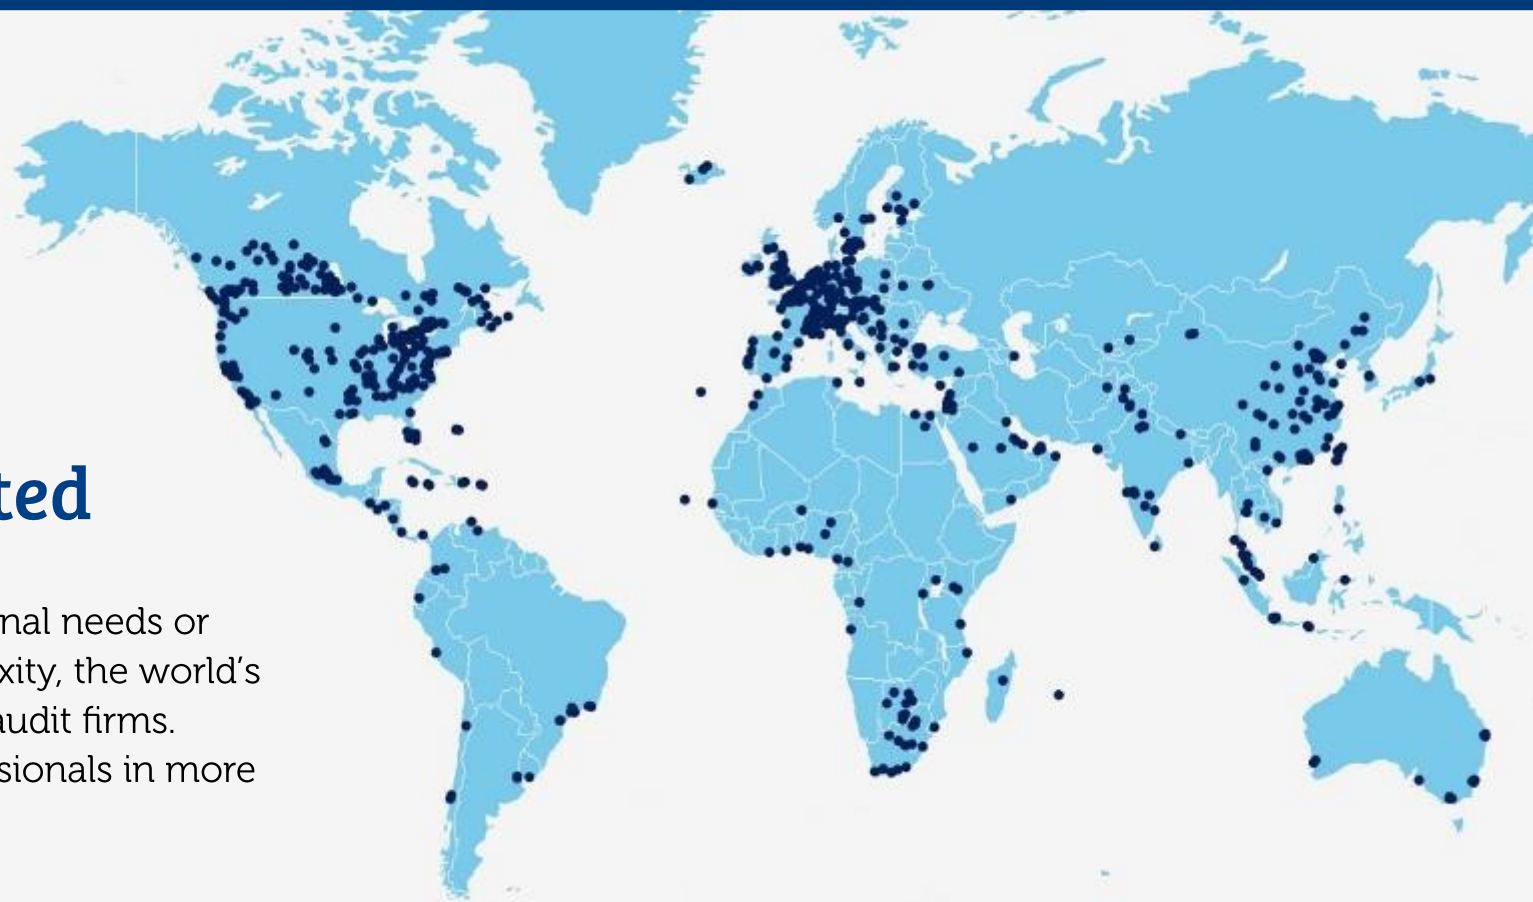 ted
nal needs or
xity, the world's
audit firms.
sionals in more